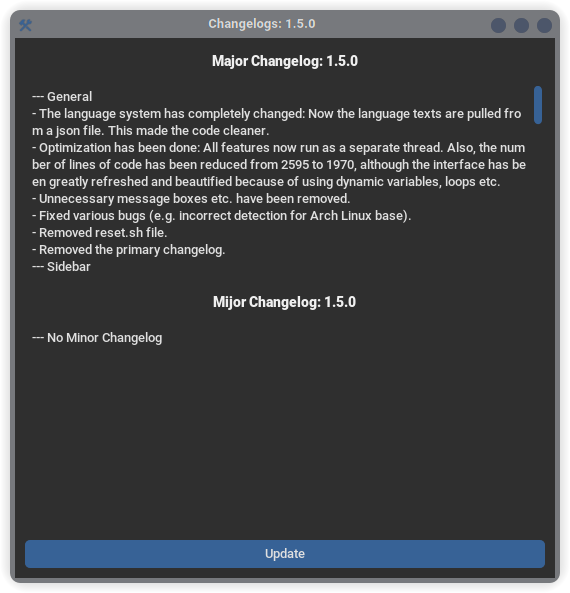 Changelogs: 1.5.0
Major Changelog: 1.5.0
--- General
- The language system has completely changed: Now the language texts are pulled fro
m a json file. This made the code cleaner.
- Optimization has been done: All features now run as a separate thread. Also, the num
ber of lines of code has been reduced from 2595 to 1970, although the interface has be
en greatly refreshed and beautified because of using dynamic variables, loops etc.
- Unnecessary message boxes etc. have been removed.
- Fixed various bugs (e.g. incorrect detection for Arch Linux base).
- Removed reset.sh file.
- Removed the primary changelog.
--- Sidebar
Mijor Changelog: 1.5.0
--- No Minor Changelog
Update